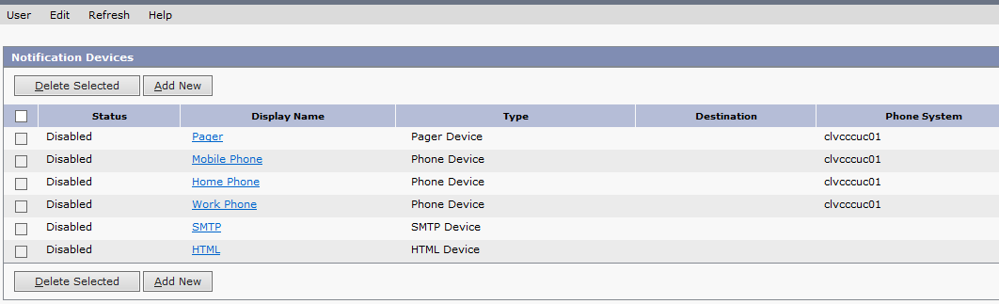 User Edit Refresh Help
Notification Devices
Delete Selected Add New
Status Display Name Type Destination Phone System
Disabled Pager Pager Device clvcccuc01
Disabled Mobile Phone Phone Device clvcccuc01
Disabled Home Phone Phone Device clvcccuc01
Disabled Work Phone Phone Device clvcccuc01
Disabled SMTP SMTP Device
Disabled HTML HTML Device
Delete Selected Add New